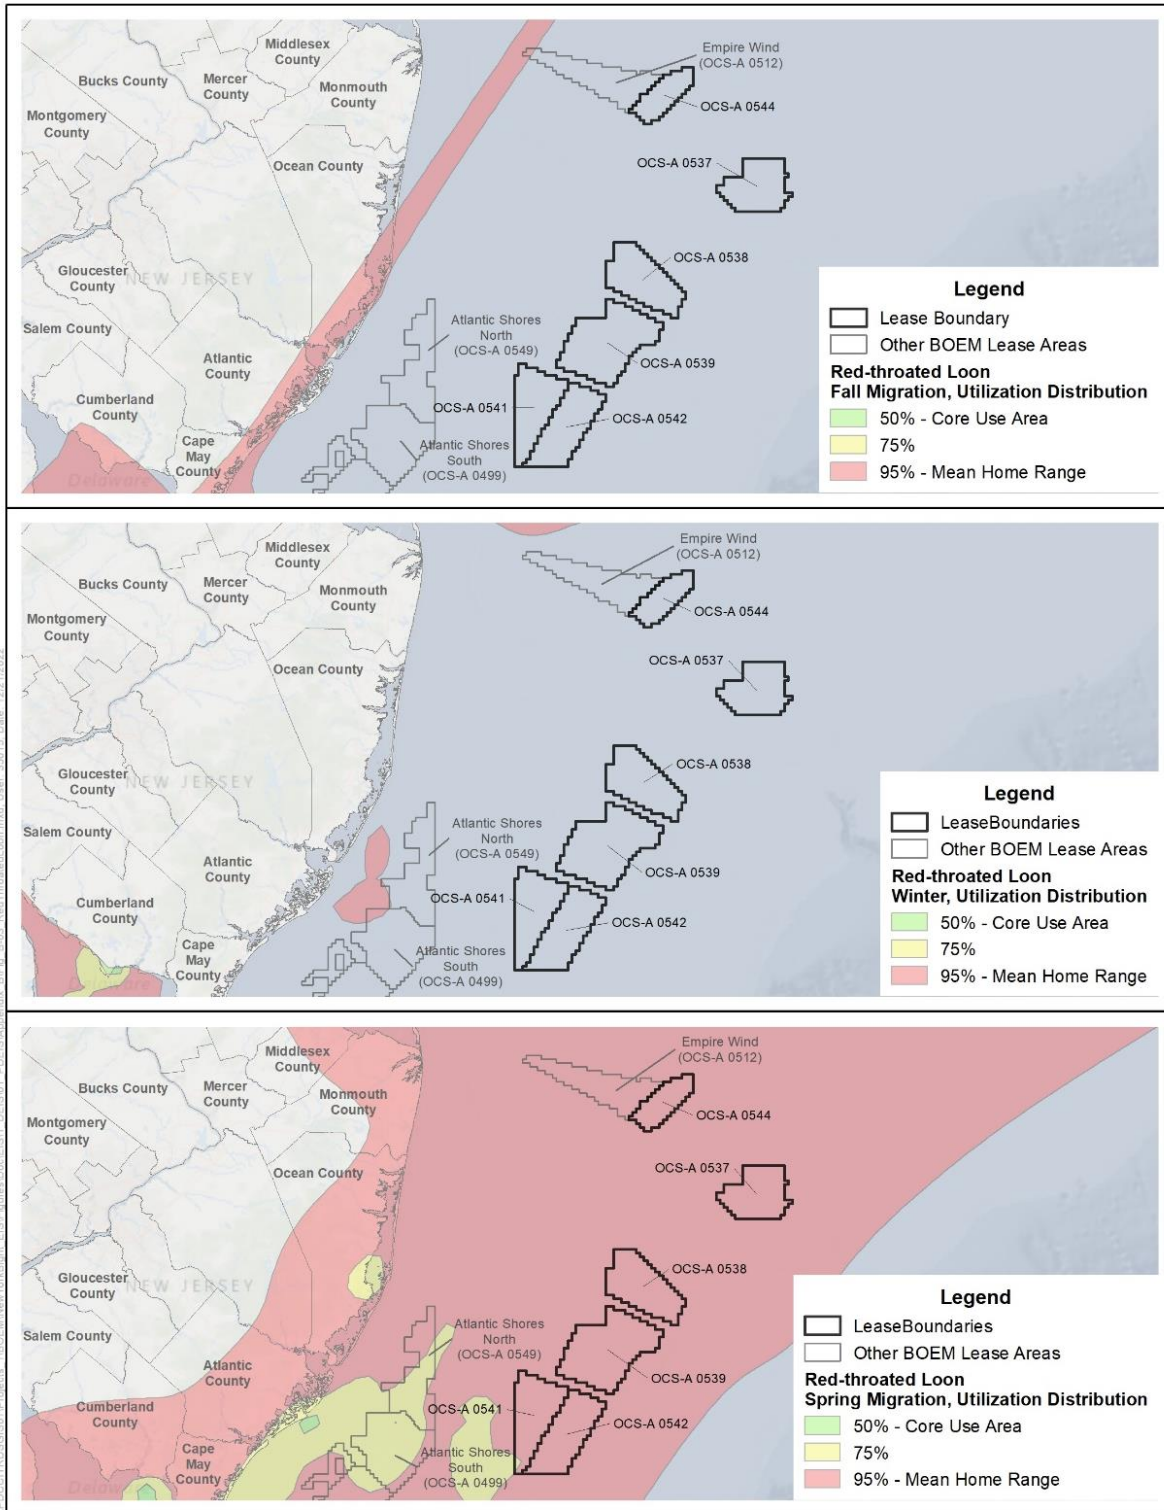 Middlesex
County
Bucks County
Mercer
County
Monmouth
County
Montgomery
County
Ocean County
Gloucester
County
NEW JERSEY
Salem County
Atlantic
County
Cumberland
County
Cape
May
County
Delaware
Empire Wind
(OCS-A 0512)
OCS-A 0544
OCS-A 0537
OCS-A 0538
Atlantic Shores
North
(OCS-A 0549)
OCS-A 0539
OCS-A 0541
OCS-A 0542
Atlantic Shores
South
(OCS-A 0499)
Legend
Lease Boundary
Other BOEM Lease Areas
Red-throated Loon
Fall Migration, Utilization Distribution
50% - Core Use Area
75%
95% - Mean Home Range
Middlesex
County
Bucks County
Mercer
County
Monmouth
County
Montgomery
County
Ocean County
Gloucester
County
NEW JERSEY
Salem County
Atlantic
County
Cumberland
County
Cape
May
County
Delaware
Empire Wind
(OCS-A 0512)
OCS-A 0544
OCS-A 0537
OCS-A 0538
Atlantic Shores
North
(OCS-A 0549)
OCS-A 0539
OCS-A 0541
OCS-A 0542
Atlantic Shores
South
(OCS-A 0499)
Legend
LeaseBoundaries
Other BOEM Lease Areas
Red-throated Loon
Winter, Utilization Distribution
50% - Core Use Area
75%
95% - Mean Home Range
Middlesex
County
Bucks County
Mercer
County
Monmouth
County
Montgomery
County
Ocean County
Gloucester
County
NEW JERSEY
Salem County
Atlantic
County
Cumberland
County
Cape
May
County
Delaware
Empire Wind
(OCS-A 0512)
OCS-A 0544
OCS-A 0537
OCS-A 0538
Atlantic Shores
North
(OCS-A 0549)
OCS-A 0539
OCS-A 0541
OCS-A 0542
Atlantic Shores
South
(OCS-A 0499)
Legend
LeaseBoundaries
Other BOEM Lease Areas
Red-throated Loon
Spring Migration, Utilization Distribution
50% - Core Use Area
75%
95% - Mean Home Range